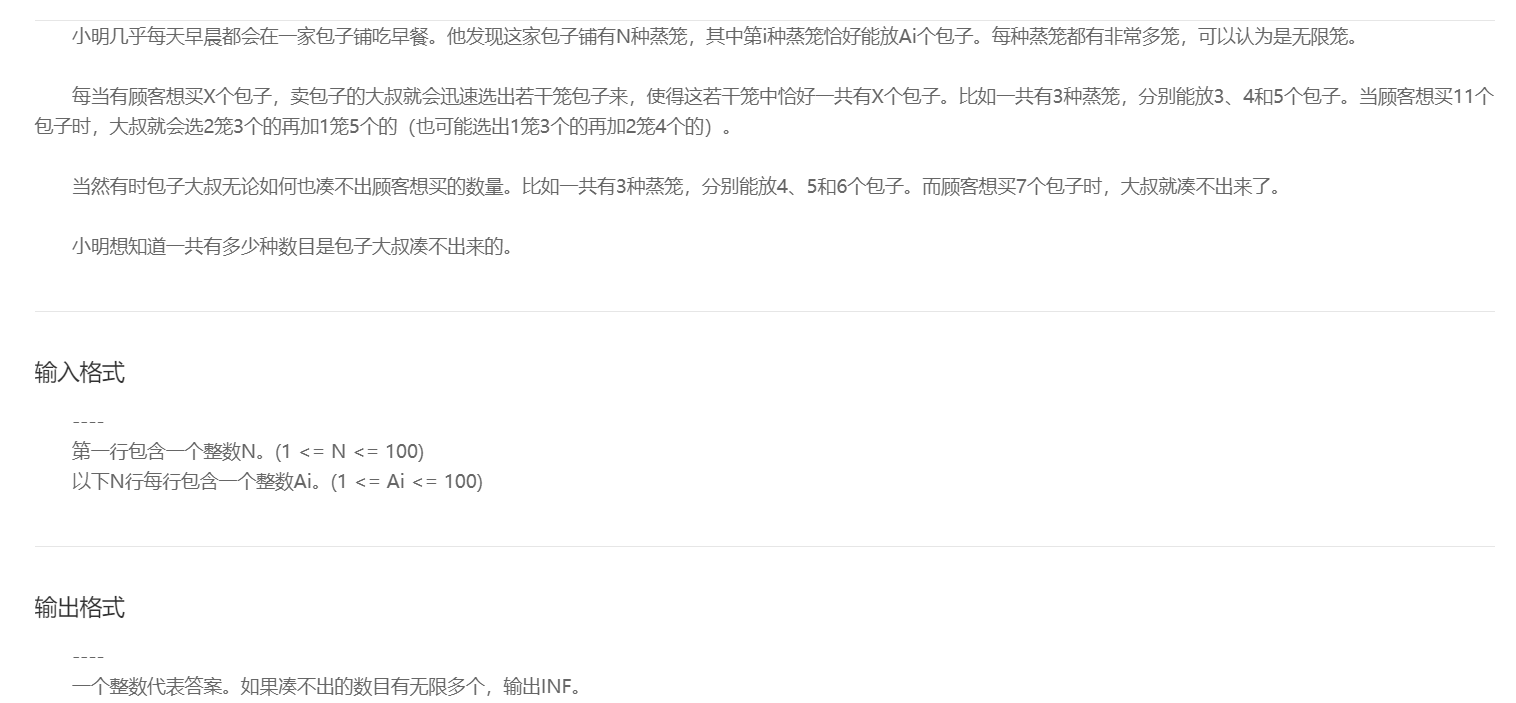 小明几乎每天早晨都会在一家包子铺吃早餐。他发现这家包子铺有N种蒸笼，其中第i种蒸笼恰好能放Ai个包子。每种蒸笼都有非常多笼，可以认为是无限笼。
每当有顾客想买X个包子，卖包子的大叔就会迅速选出若干笼包子来，使得这若干笼中恰好一共有X个包子。比如一共有3种蒸笼，分别能放3、4和5个包子。当顾客想买11个
包子时，大叔就会选2笼3个的再加1笼5个的（也可能选出1笼3个的再加2笼4个的）。
当然有时包子大叔无论如何也凑不出顾客想买的数量。比如一共有3种蒸笼，分别能放4、5和6个包子。而顾客想买7个包子时，大叔就凑不出来了。
小明想知道一共有多少种数目是包子大叔凑不出来的。
输入格式
----
第一行包含一个整数N。(1 <= N <= 100)
以下N行每行包含一个整数Ai。(1 <= Ai <= 100)
输出格式
----
一个整数代表答案。如果凑不出的数目有无限多个，输出INF。